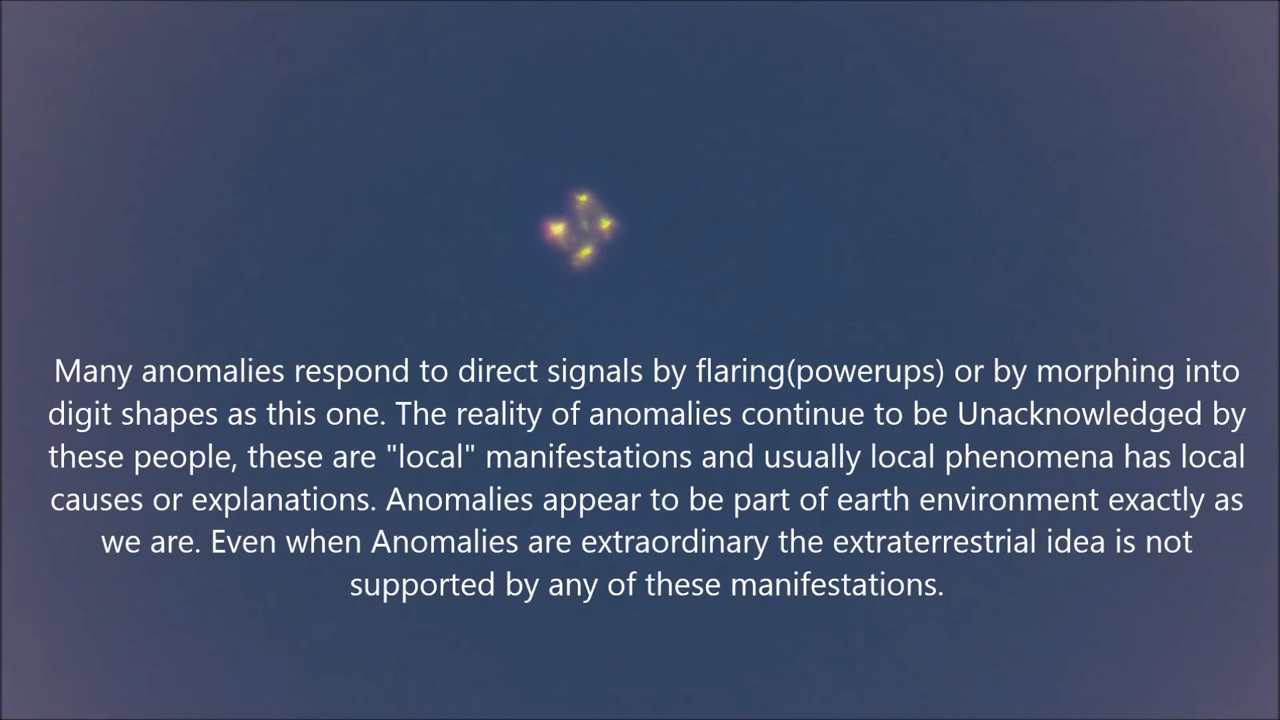 Many anomalies respond to direct signals by flaring(powerups) or by morphing into
digit shapes as this one. The reality of anomalies continue to be Unacknowledged by
these people, these are "local" manifestations and usually local phenomena has local
causes or explanations. Anomalies appear to be part of earth environment exactly as
we are. Even when Anomalies are extraordinary the extraterrestrial idea is not
supported by any of these manifestations.